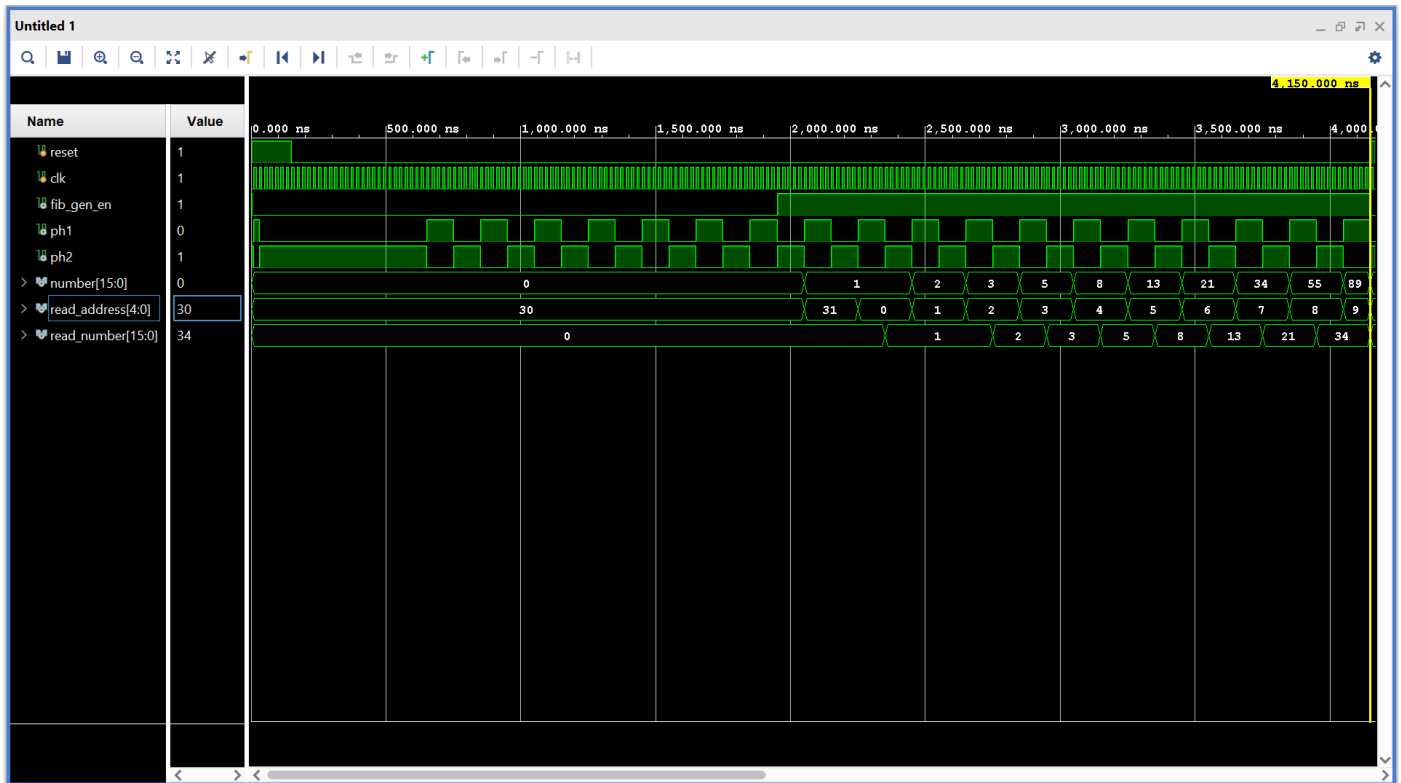 Untitled 1
4,150.000 ns
Name Value
0.000 ns 500.000 ns 1,000.000 ns 1,500.000 ns 2,000.000 ns 2,500.000 ns 3,000.000 ns 3,500.000 ns 4,000.
reset 1
clk 1
fib_gen_en 1
ph1 0
ph2 1
number[15:0] 0 0 1 2 3 5 8 13 21 34 55 89
read_address[4:0] 30 30 31 0 1 2 3 4 5 6 7 8 9
read_number[15:0] 34 0 1 2 3 5 8 13 21 34